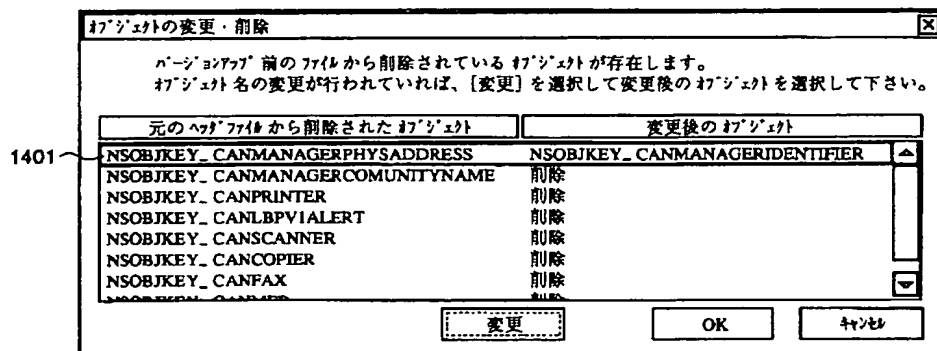 ｵﾌﾞｼﾞｪｸﾄの変更・削除
ﾊﾞｰｼﾞｮﾝｱｯﾌﾟ前のﾌｧｲﾙから削除されているｵﾌﾞｼﾞｪｸﾄが存在します。
ｵﾌﾞｼﾞｪｸﾄ名の変更が行われていれば、[変更]を選択して変更後のｵﾌﾞｼﾞｪｸﾄを選択して下さい。
元のﾍｯﾀﾞﾌｧｲﾙから削除されたｵﾌﾞｼﾞｪｸﾄ 変更後のｵﾌﾞｼﾞｪｸﾄ
1401 NSOBJKEY_CANMANAGERPHYSADDRESS NSOBJKEY_CANMANAGERIDENTIFIER
NSOBJKEY_CANMANAGERCOMUNITYNAME 削除
NSOBJKEY_CANPRINTER 削除
NSOBJKEY_CANLBPV1ALERT 削除
NSOBJKEY_CANSCANNER 削除
NSOBJKEY_CANCOPIER 削除
NSOBJKEY_CANFAX 削除
変更 OK ｷｬﾝｾﾙ